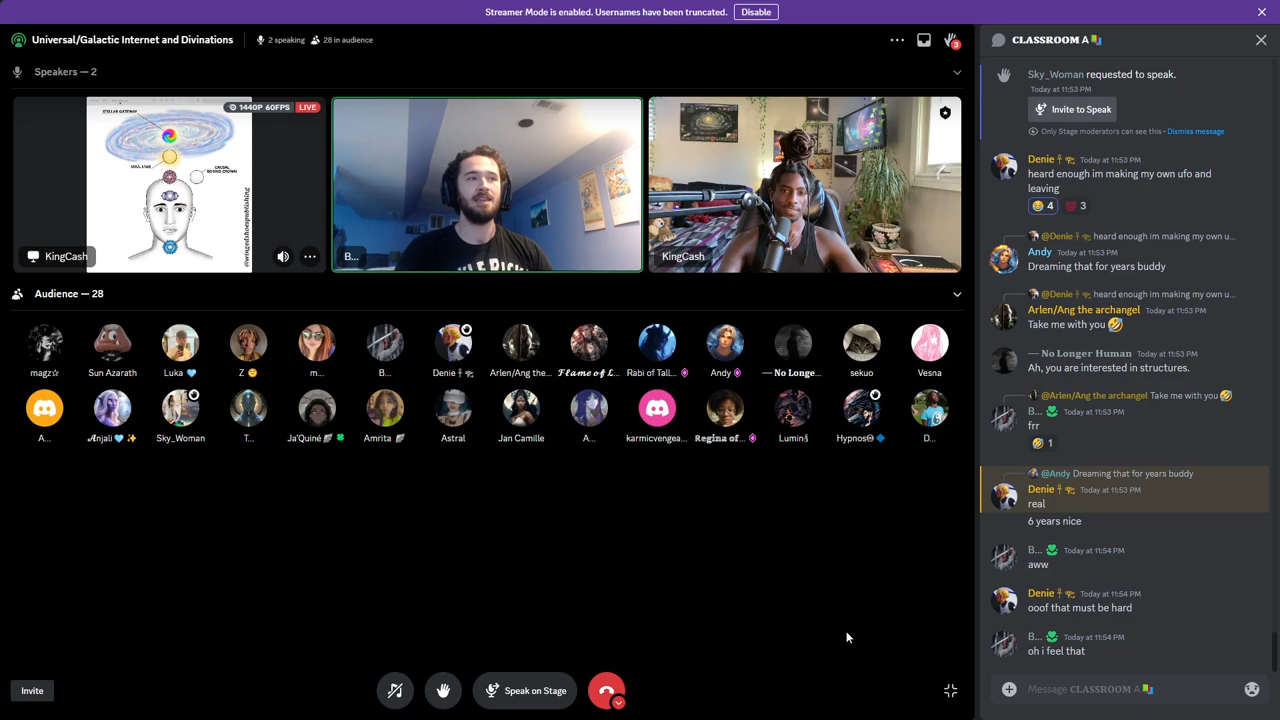 Streamer Mode is enabled. Usernames have been truncated. Disable
Universal/Galactic Internet and Divinations
2 speaking 28 in audience
3
Speakers — 2
STELLAR GATEWAY
SOUL STAR
CAUSAL
BEHIND CROWN
@wingedshoespublishing
1440P 60FPS LIVE
KingCash
B...
KingCash
Audience — 28
magz☆
Sun Azarath
Luka 🩵
Z 🌞
m...
B...
Denie
Arlen/Ang the...
𝓕𝓵𝓪𝓶𝓮 𝓸𝓯 𝓛...
Rabi of Tall...
Andy
— 𝐍𝐨 𝐋𝐨𝐧𝐠𝐞...
sekuo
Vesna
A...
𝓐njali 🩵 ✨
Sky_Woman
T...
Ja'Quiné 🍀
Amrita
Astral
Jan Camille
A...
karmicvengea...
ℝ𝕖𝕘𝕚𝕟𝕒 𝕠𝕗...
Hypnos
D...
Invite
Speak on Stage
CLASSROOM A
Sky_Woman requested to speak.
Today at 11:53 PM
Invite to Speak
Only Stage moderators can see this • Dismiss message
Denie Today at 11:53 PM
heard enough im making my own ufo and
leaving
😂 4 💯 3
@Denie heard enough im making my own u...
Andy Today at 11:53 PM
Dreaming that for years buddy
@Denie heard enough im making my own u...
Arlen/Ang the archangel Today at 11:53 PM
Take me with you 🤣
— 𝐍𝐨 𝐋𝐨𝐧𝐠𝐞𝐫 𝐇𝐮𝐦𝐚𝐧 Today at 11:53 PM
Ah, you are interested in structures.
@Arlen/Ang the archangel Take me with you 🤣
B... Today at 11:53 PM
frr
🤣 1
@Andy Dreaming that for years buddy
Denie Today at 11:53 PM
real
6 years nice
B... Today at 11:54 PM
aww
Denie Today at 11:54 PM
ooof that must be hard
B... Today at 11:54 PM
oh i feel that
Message CLASSROOM A